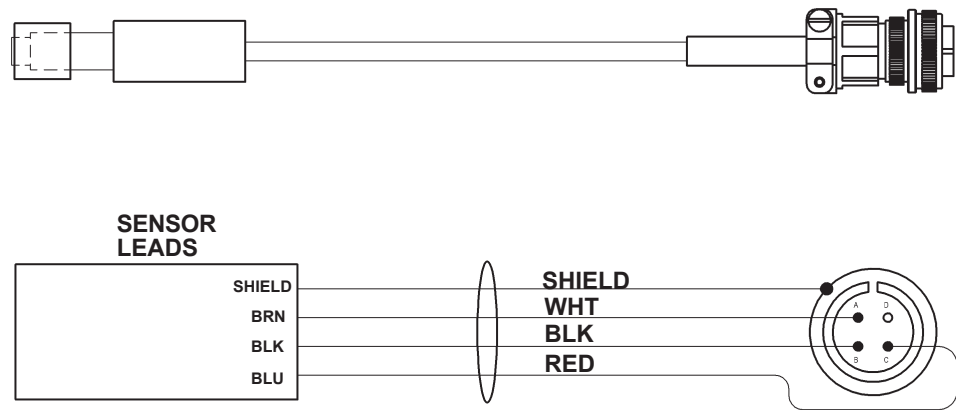 SENSOR
LEADS
SHIELD SHIELD
BRN WHT
BLK BLK
BLU RED
A D
B C